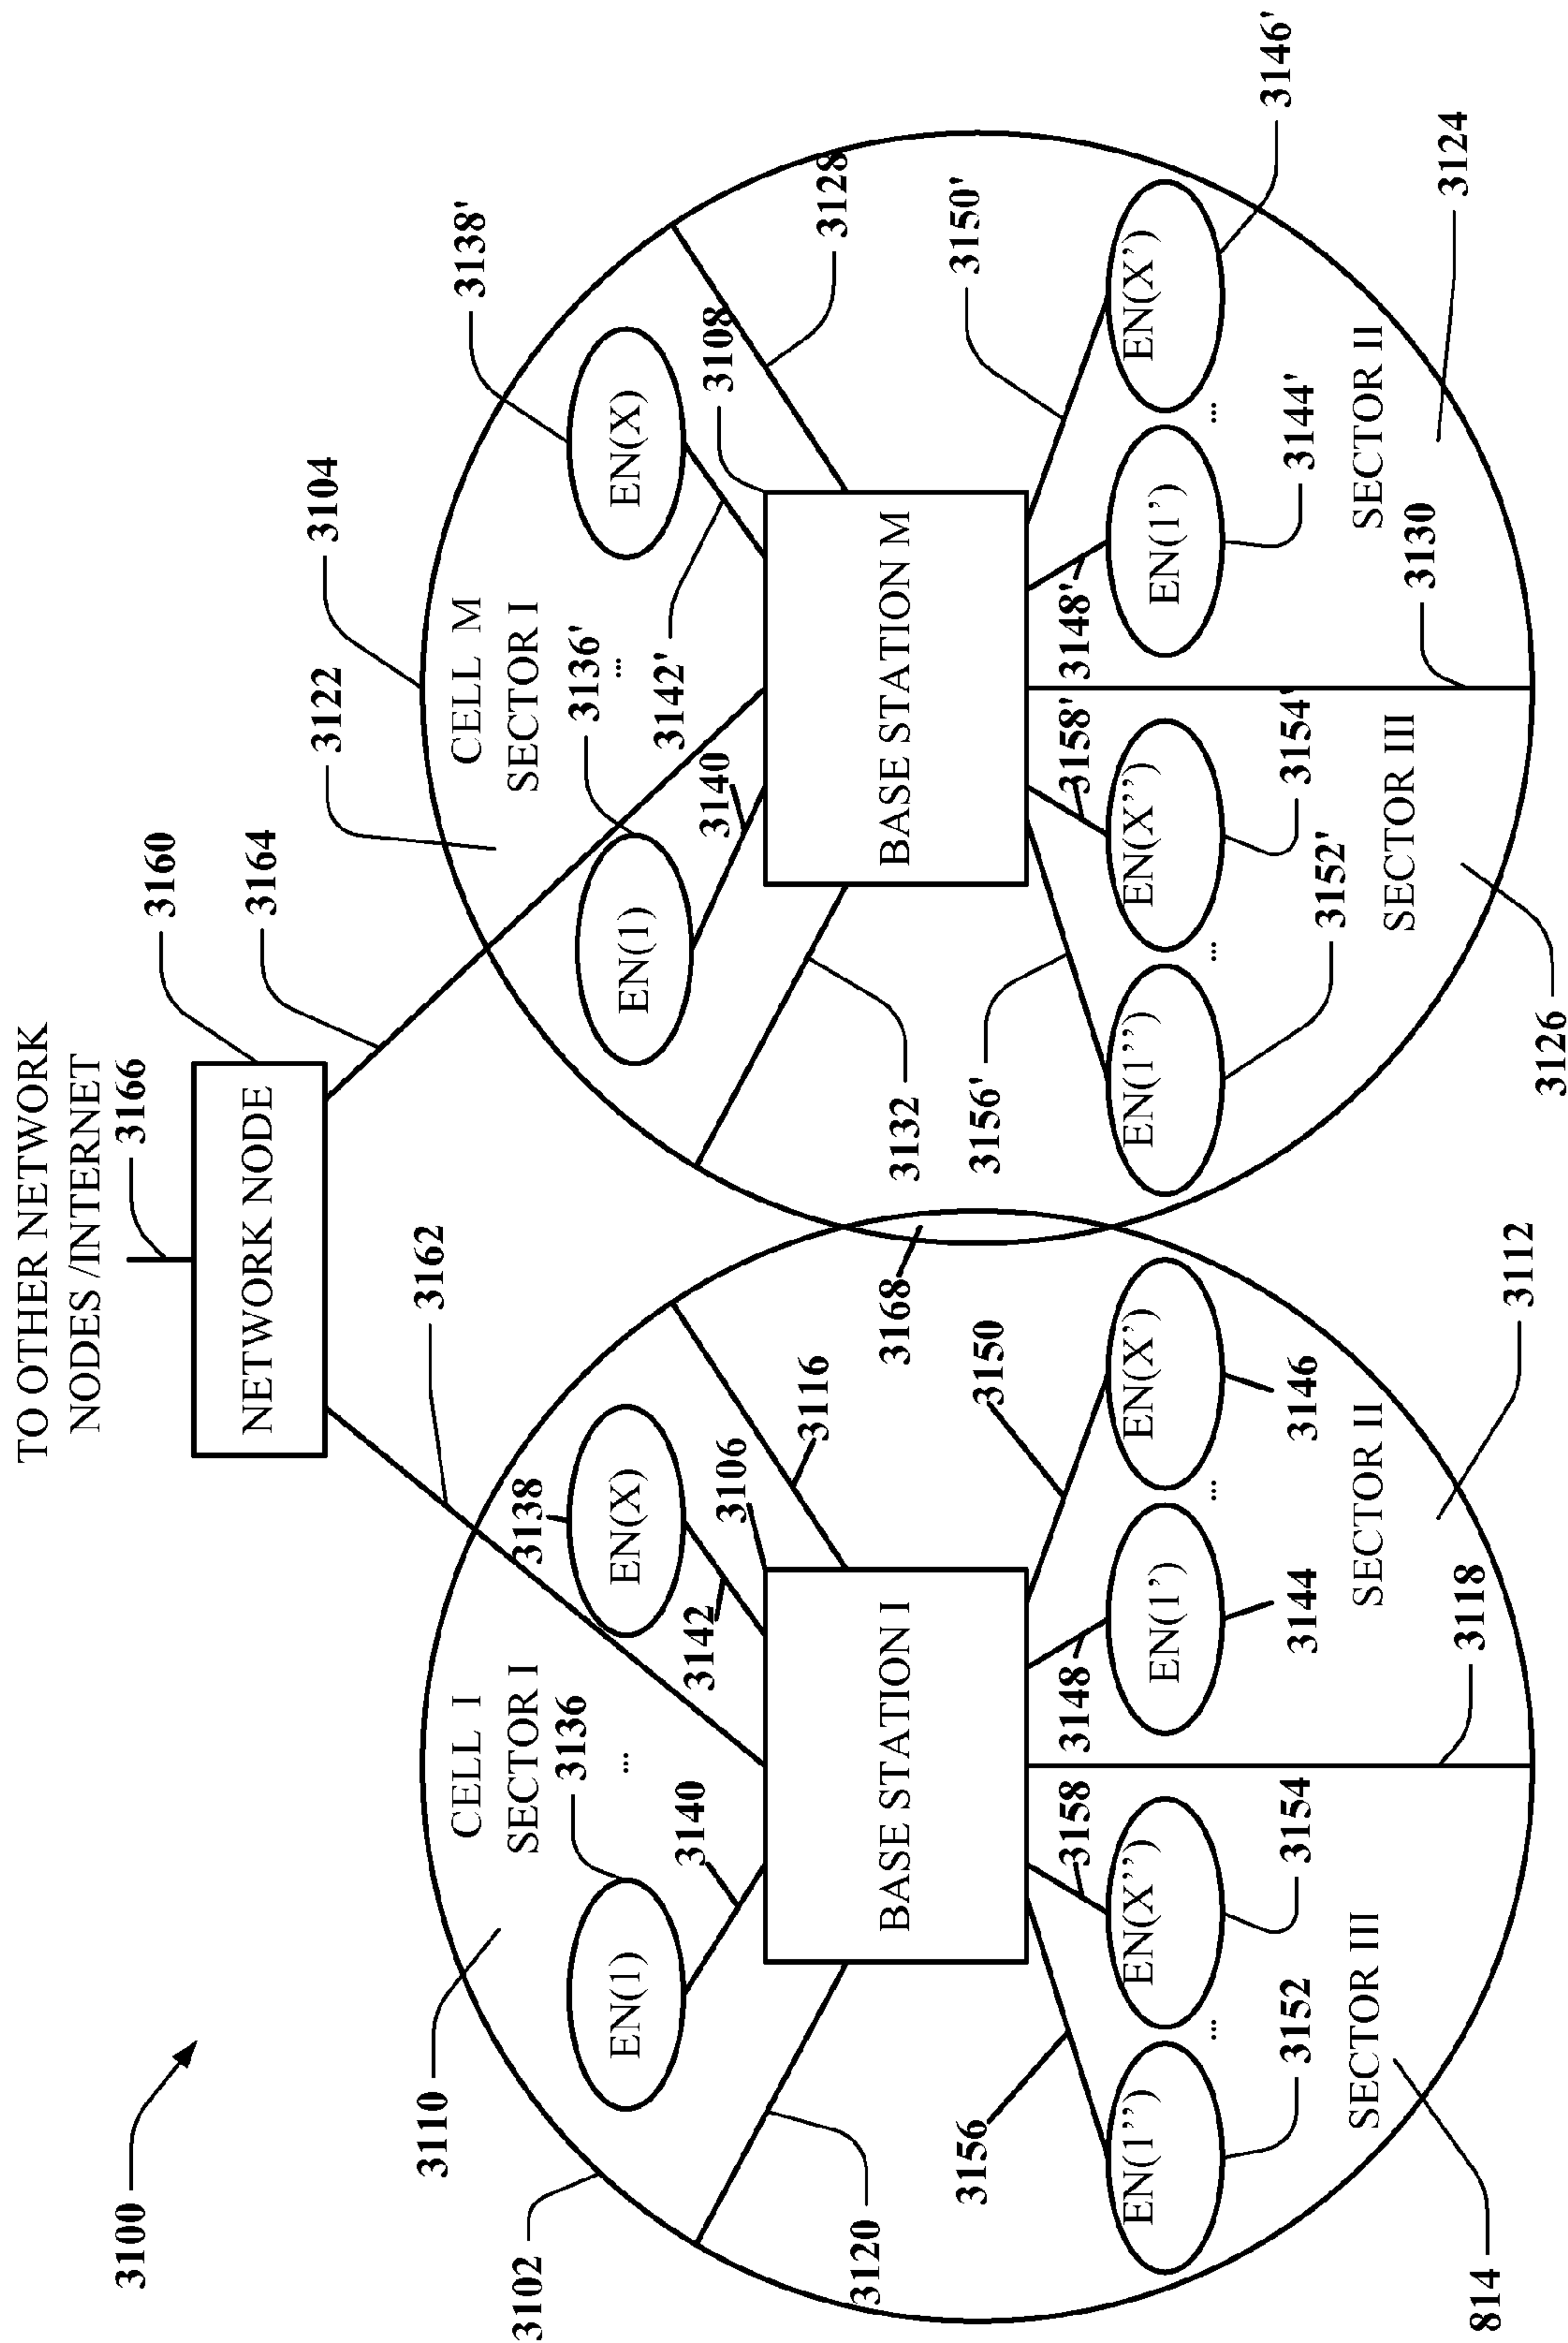 TO OTHER NETWORK
NODES /INTERNET
3166
NETWORK NODE
3160
3164
3162
3100
3102
3110
CELL I
SECTOR I
3136
...
3138
EN(1)
EN(X)
3140
3142
3106
3116
3120
BASE STATION I
3168
3156
3158
3148
3150
EN(1'')
...
EN(X'')
EN(1')
...
EN(X')
3152
3154
3144
3146
SECTOR III
SECTOR II
3118
814
3112
3104
3122
CELL M
SECTOR I
3136'
...
3138'
EN(1)
EN(X)
3140
3142'
3108
3128
3132
BASE STATION M
3156'
3158'
3148'
3150'
EN(1'')
...
EN(X'')
EN(1')
...
EN(X')
3152'
3154'
3144'
3146'
SECTOR III
SECTOR II
3130
3126
3124